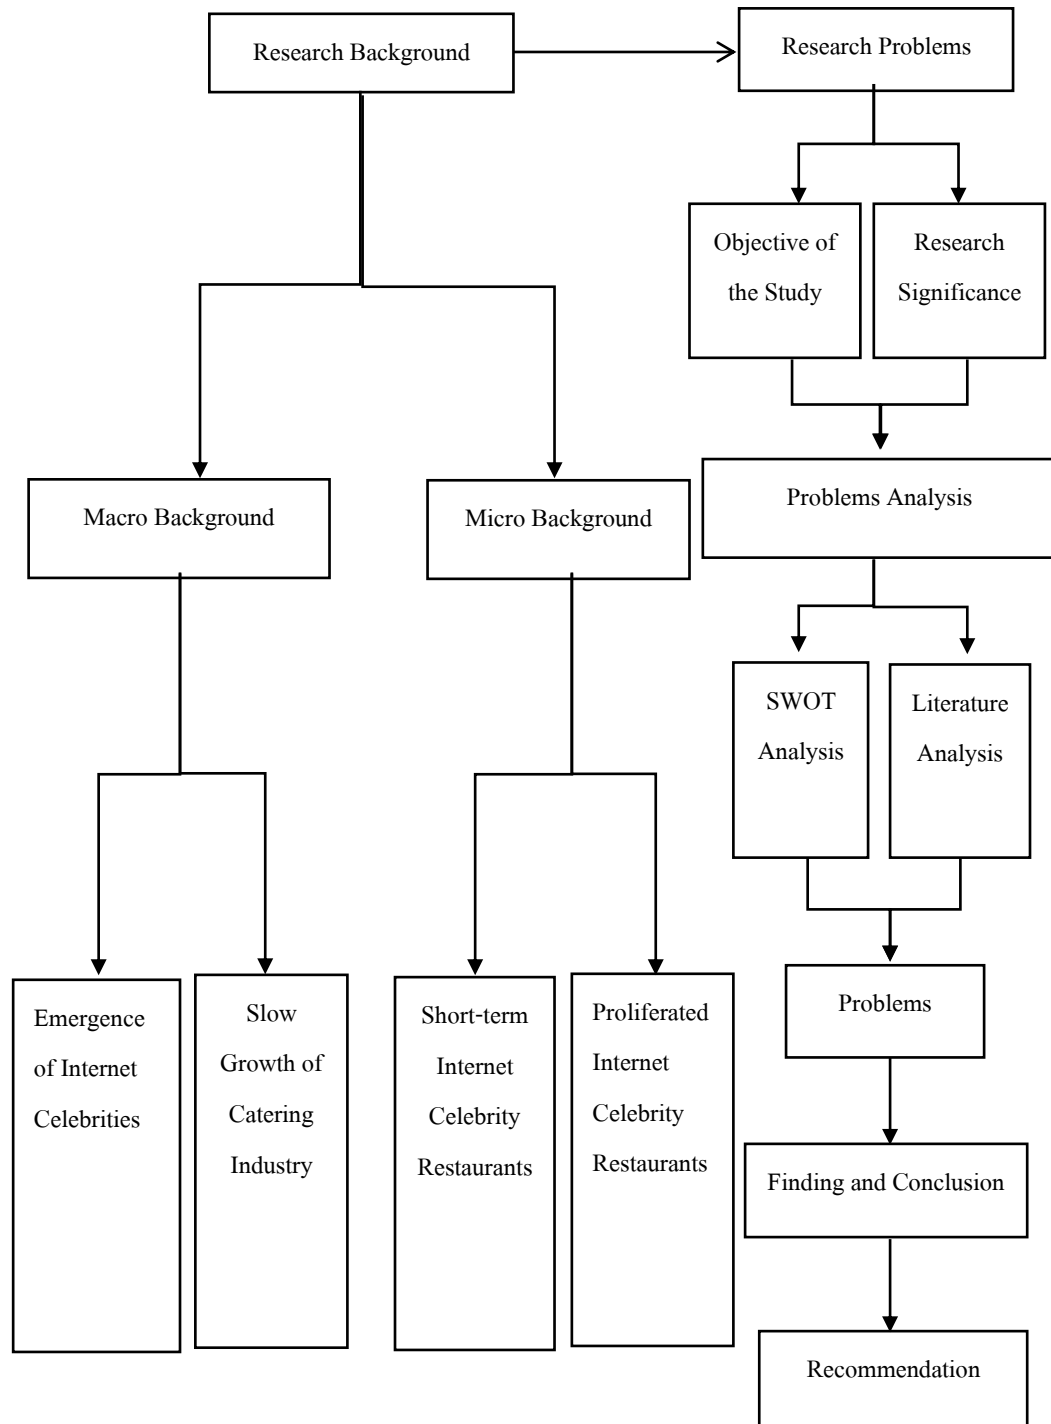 Research Background
Research Problems
Objective of
the Study
Research
Significance
Problems Analysis
Macro Background
Micro Background
SWOT
Analysis
Literature
Analysis
Emergence
of Internet
Celebrities
Slow
Growth of
Catering
Industry
Short-term
Internet
Celebrity
Restaurants
Proliferated
Internet
Celebrity
Restaurants
Problems
Finding and Conclusion
Recommendation